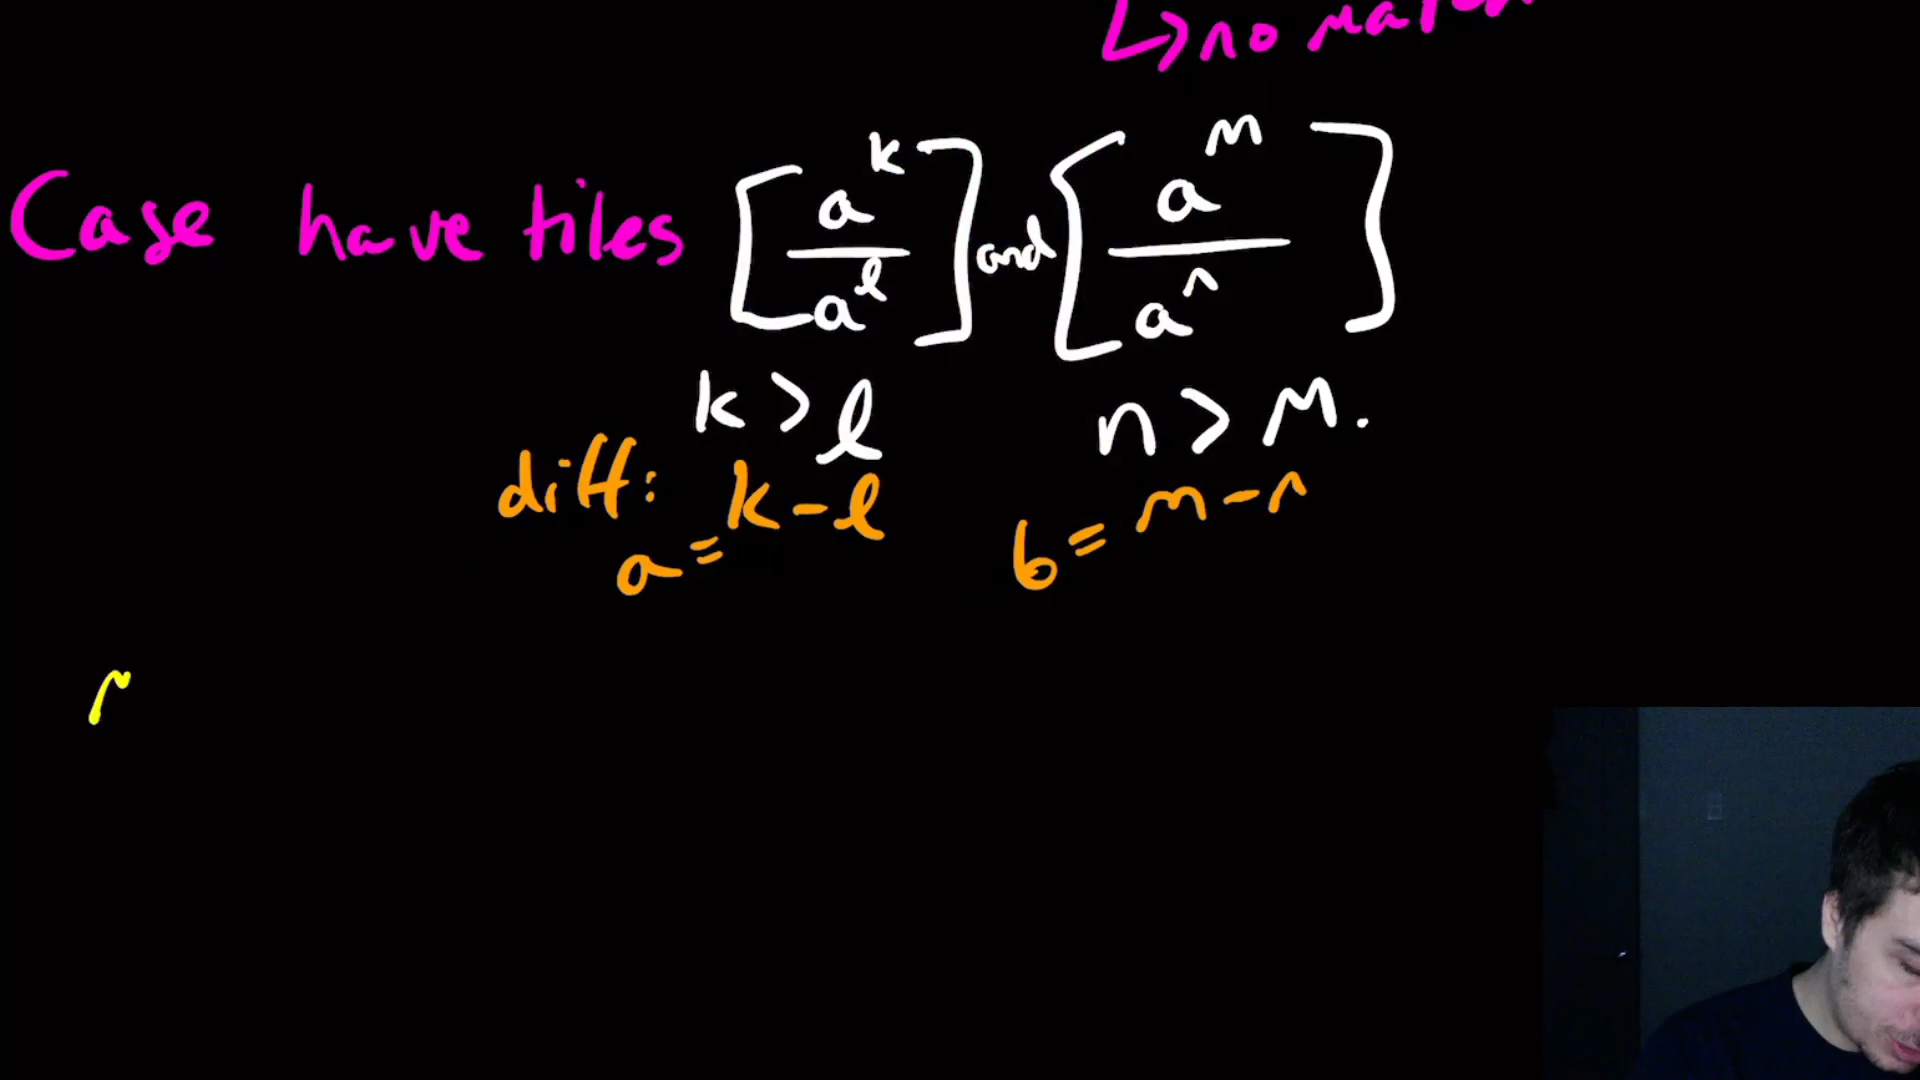 ↳ no match
Case have tiles [a^k / a^l] and [a^m / a^n]
k > l n > m.
diff: k - l m - n
a = b =